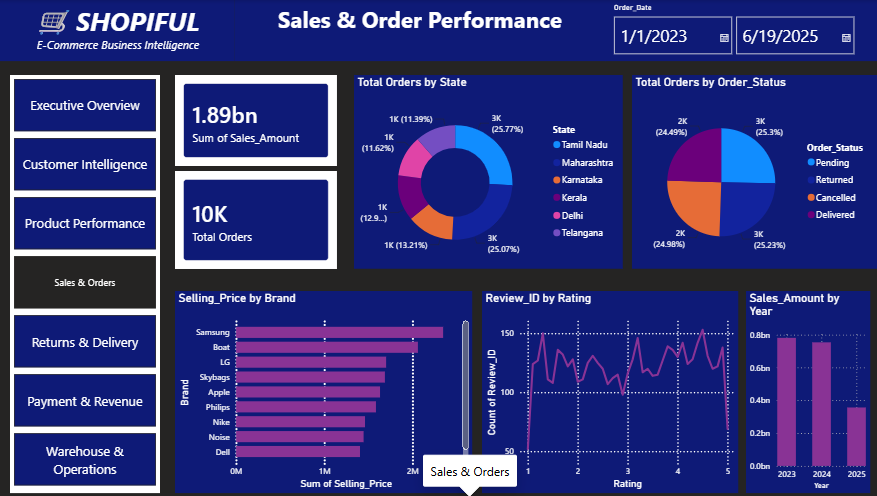 SHOPIFUL
E-Commerce Business Intelligence
Sales & Order Performance
Order_Date
1/1/2023
6/19/2025
Executive Overview
Customer Intelligence
Product Performance
Sales & Orders
Returns & Delivery
Payment & Revenue
Warehouse &
Operations
1.89bn
Sum of Sales_Amount
10K
Total Orders
Total Orders by State
1K (11.39%)
3K
(25.77%)
1K
(11.62%)
1K
(12.9...)
1K (13.21%)
3K
(25.07%)
State
Tamil Nadu
Maharashtra
Karnataka
Kerala
Delhi
Telangana
Total Orders by Order_Status
2K
(24.49%)
3K
(25.3%)
2K
(24.98%)
3K
(25.23%)
Order_Status
Pending
Returned
Cancelled
Delivered
Selling_Price by Brand
Brand
Samsung
Boat
LG
Skybags
Apple
Philips
Nike
Noise
Dell
0M
1M
2M
Sum of Selling_Price
Sales & Orders
Review_ID by Rating
Count of Review_ID
150
100
50
1
2
3
4
5
Rating
Sales_Amount by
Year
0.8bn
0.6bn
0.4bn
0.2bn
0.0bn
2023
2024
2025
Year